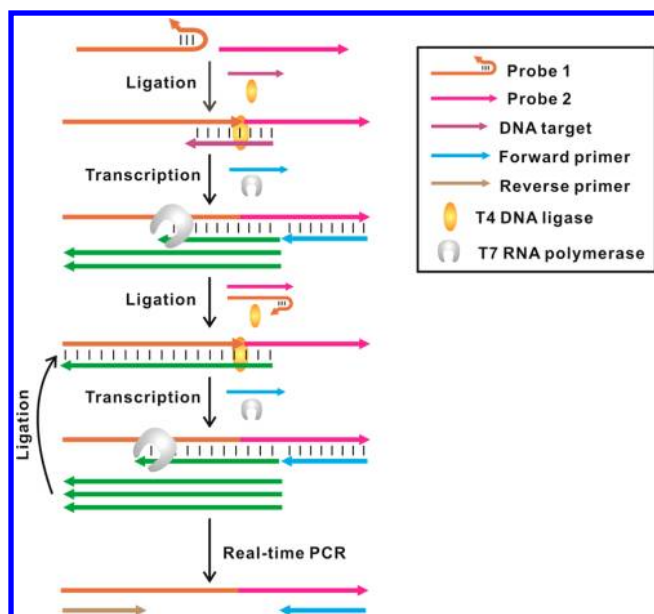 Ligation
Transcription
Ligation
Transcription
Ligation
Real-time PCR
Probe 1
Probe 2
DNA target
Forward primer
Reverse primer
T4 DNA ligase
T7 RNA polymerase